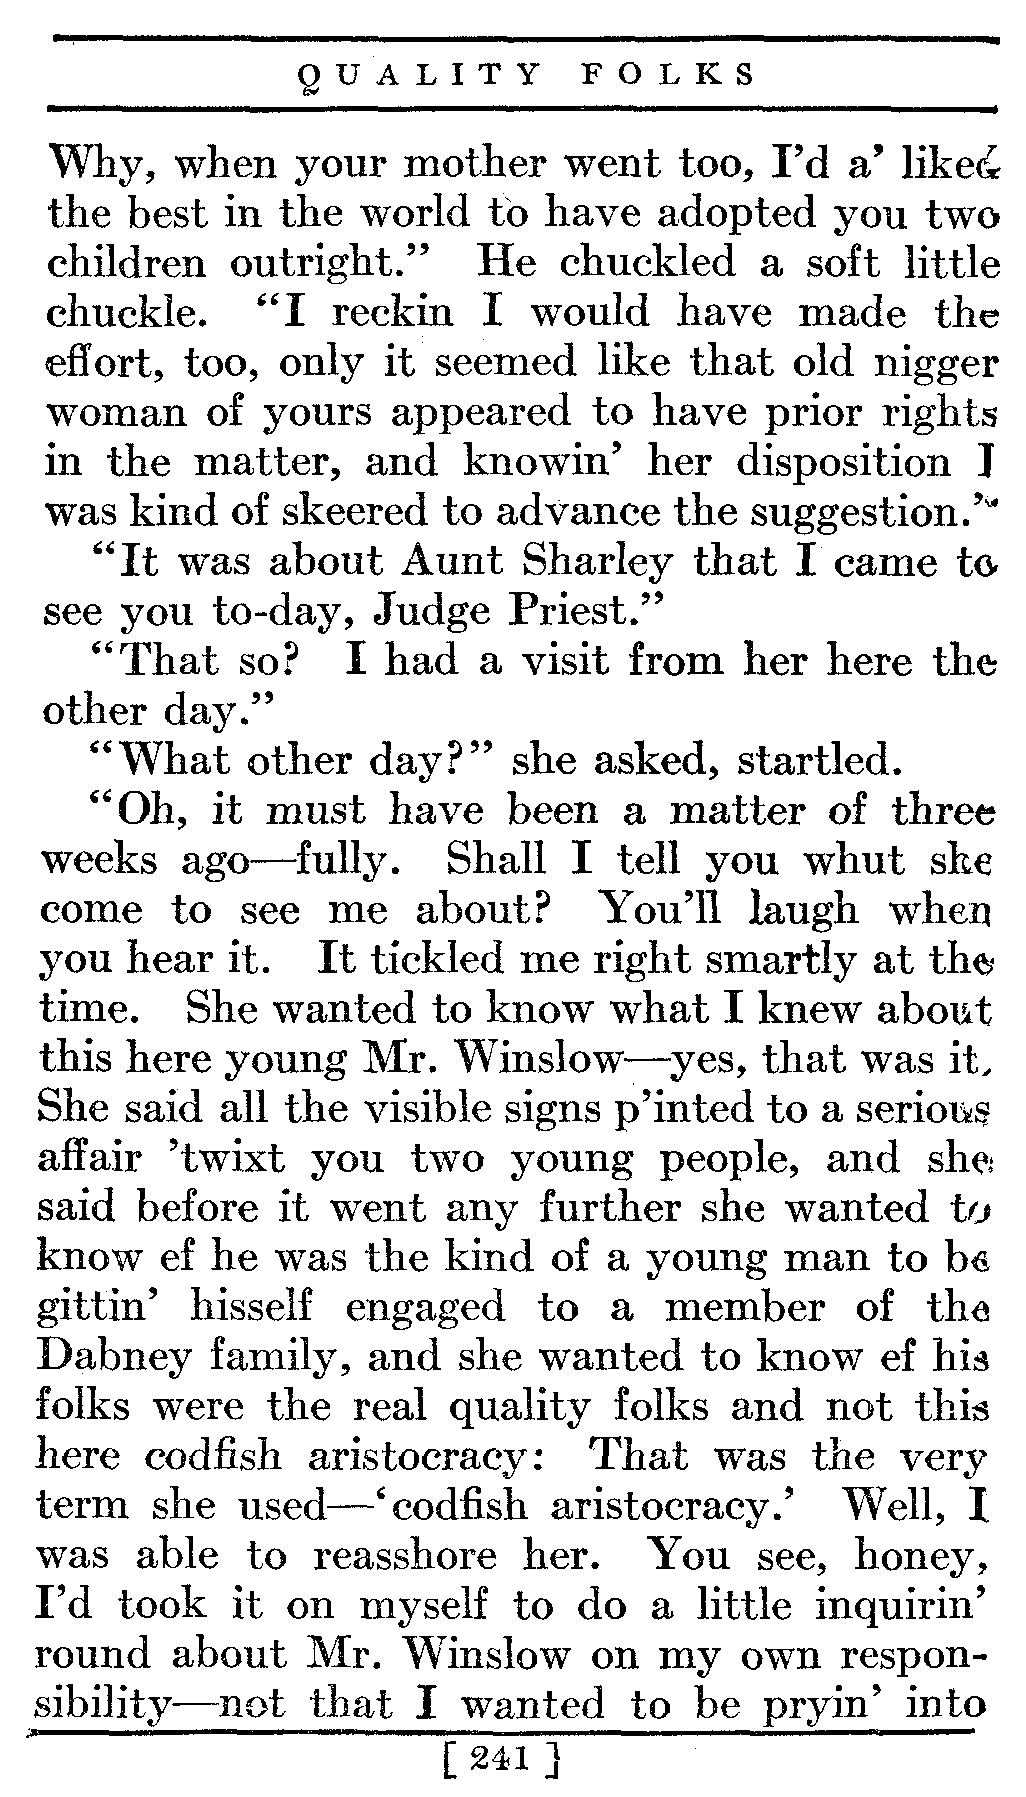 QUALITY FOLKS
Why, when your mother went too, I'd a' liked
the best in the world to have adopted you two
children outright." He chuckled a soft little
chuckle. "I reckin I would have made the
effort, too, only it seemed like that old nigger
woman of yours appeared to have prior rights
in the matter, and knowin' her disposition I
was kind of skeered to advance the suggestion."
"It was about Aunt Sharley that I came to
see you to-day, Judge Priest."
"That so? I had a visit from her here the
other day."
"What other day?" she asked, startled.
"Oh, it must have been a matter of three
weeks ago—fully. Shall I tell you whut she
come to see me about? You'll laugh when
you hear it. It tickled me right smartly at the
time. She wanted to know what I knew about
this here young Mr. Winslow—yes, that was it.
She said all the visible signs p'inted to a serious
affair 'twixt you two young people, and she
said before it went any further she wanted to
know ef he was the kind of a young man to be
gittin' hisself engaged to a member of the
Dabney family, and she wanted to know ef his
folks were the real quality folks and not this
here codfish aristocracy: That was the very
term she used—'codfish aristocracy.' Well, I
was able to reasshore her. You see, honey,
I'd took it on myself to do a little inquirin'
round about Mr. Winslow on my own respon-
sibility—not that I wanted to be pryin' into
[ 241 ]